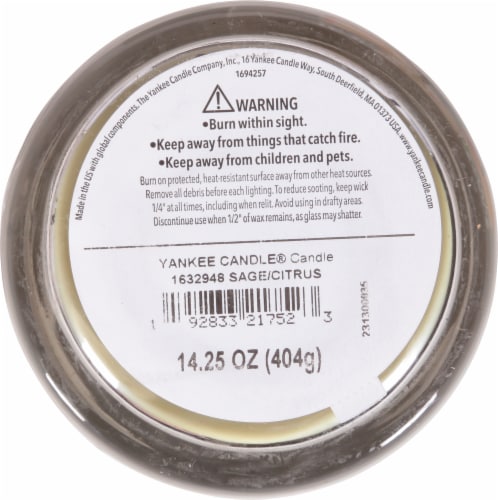 Made in the US with global components. The Yankee Candle Company, Inc., 16 Yankee Candle Way, South Deerfield, MA 01373 USA. www.yankeecandle.com
1694257
WARNING
•Burn within sight.
•Keep away from things that catch fire.
•Keep away from children and pets.
Burn on protected, heat-resistant surface away from other heat sources.
Remove all debris before each lighting. To reduce sooting, keep wick
1/4" at all times, including when relit. Avoid using in drafty areas.
Discontinue use when 1/2" of wax remains, as glass may shatter.
YANKEE CANDLE® Candle
1632948 SAGE/CITRUS
1 92833 21752 3
231300835
14.25 OZ (404g)